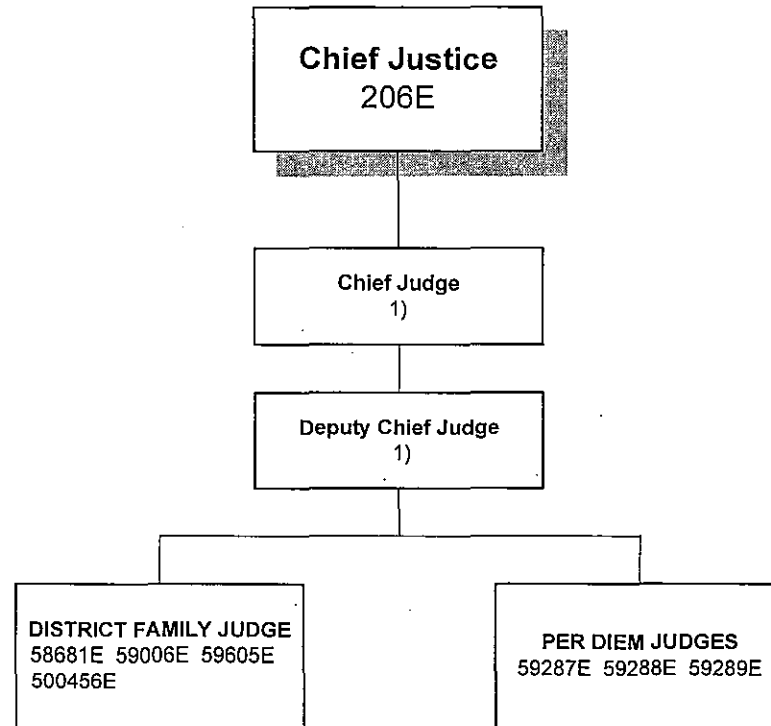 Chief Justice
206E
Chief Judge
1)
Deputy Chief Judge
1)
DISTRICT FAMILY JUDGE
58681E 59006E 59605E
500456E
PER DIEM JUDGES
59287E 59288E 59289E